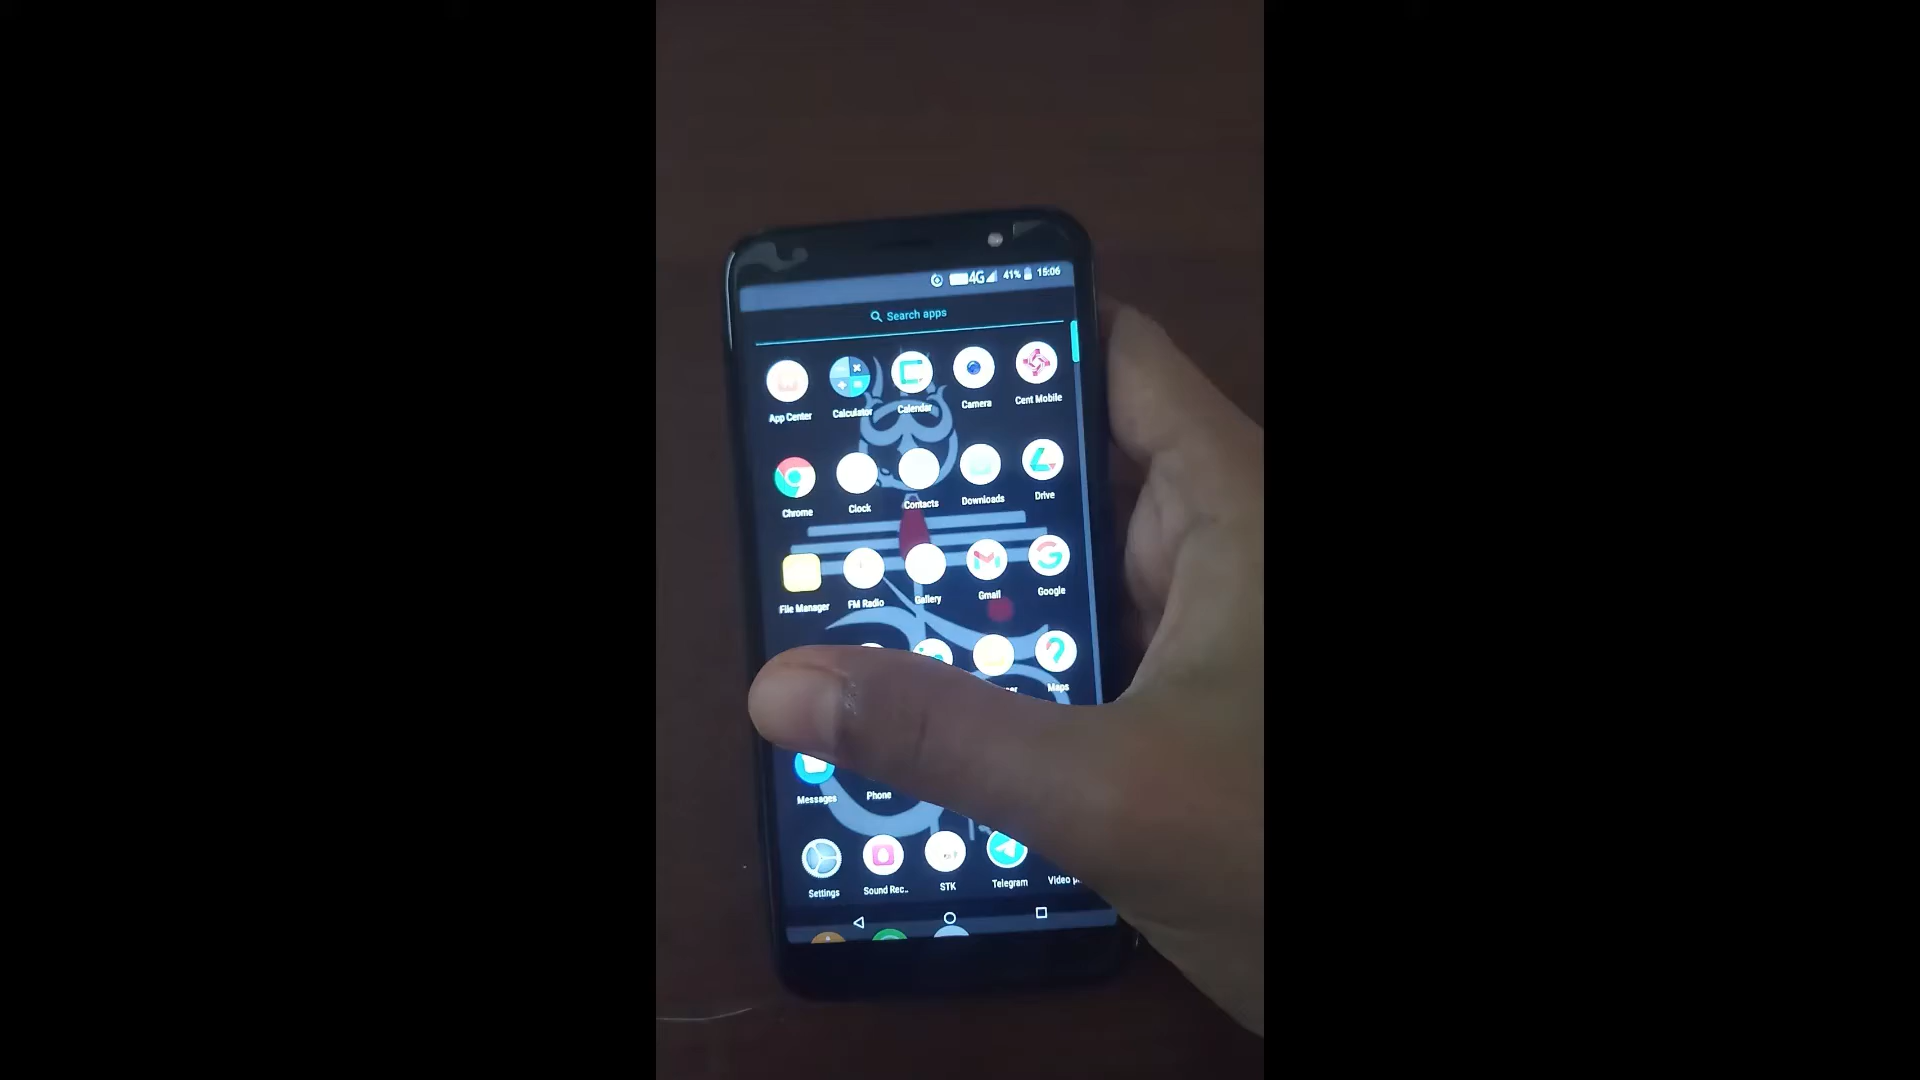 4G 41% 15:06
Search apps
App Center Calculator Calendar Camera Cent Mobile
Chrome Clock Contacts Downloads Drive
File Manager FM Radio Gallery Gmail Google
Maps
Messages Phone
Settings Sound Rec.. STK Telegram Video